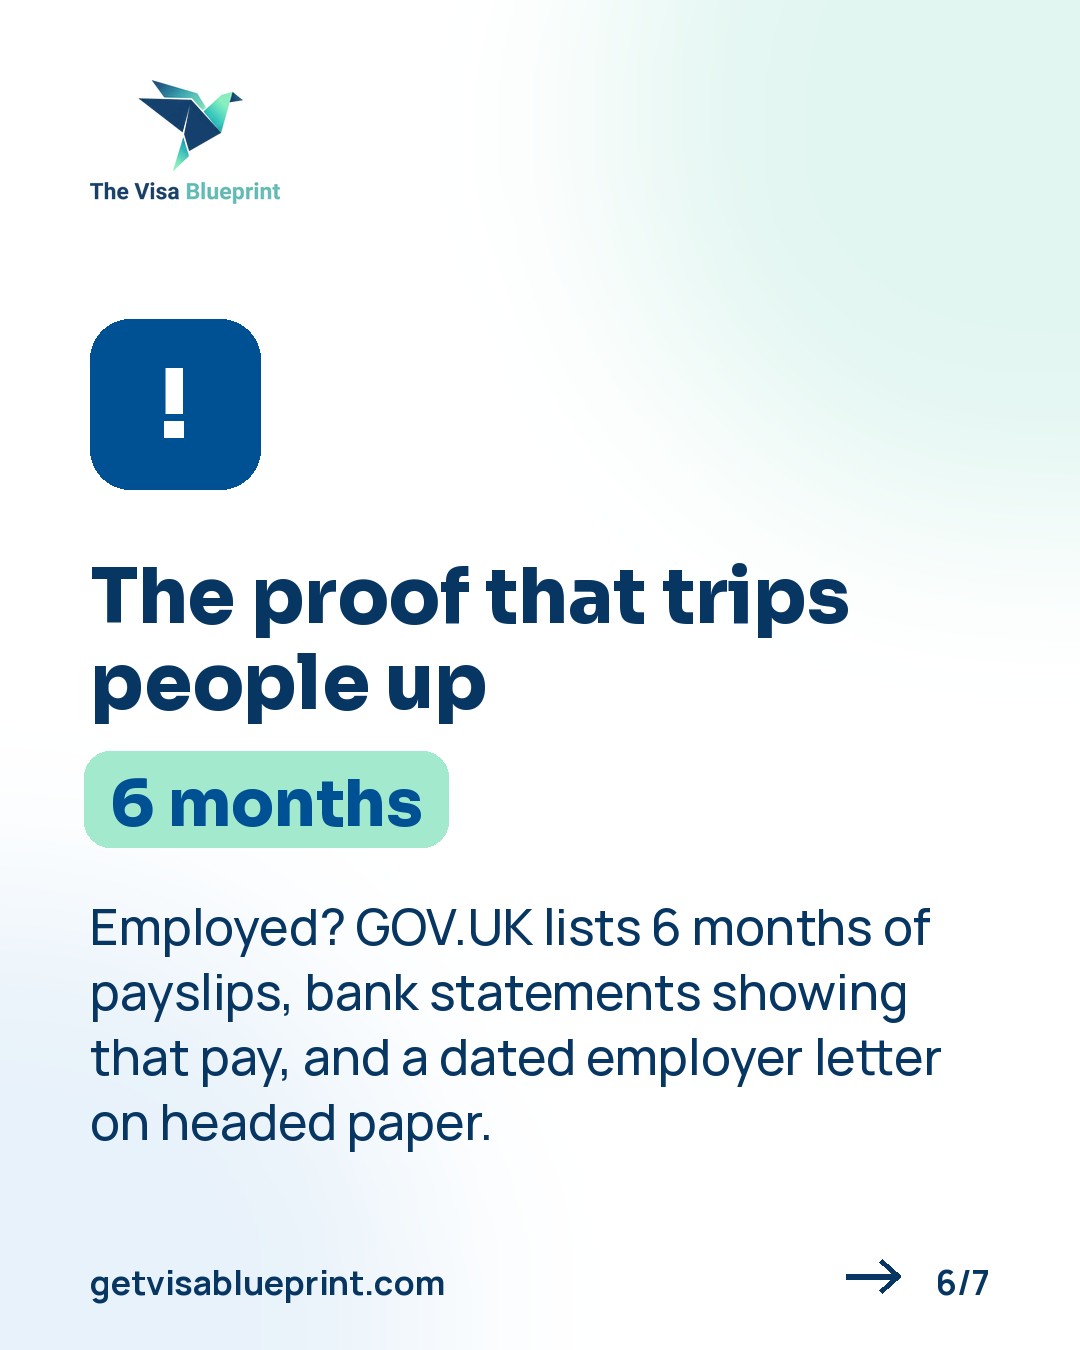 The Visa Blueprint
!
The proof that trips
people up
6 months
Employed? GOV.UK lists 6 months of
payslips, bank statements showing
that pay, and a dated employer letter
on headed paper.
getvisablueprint.com → 6/7